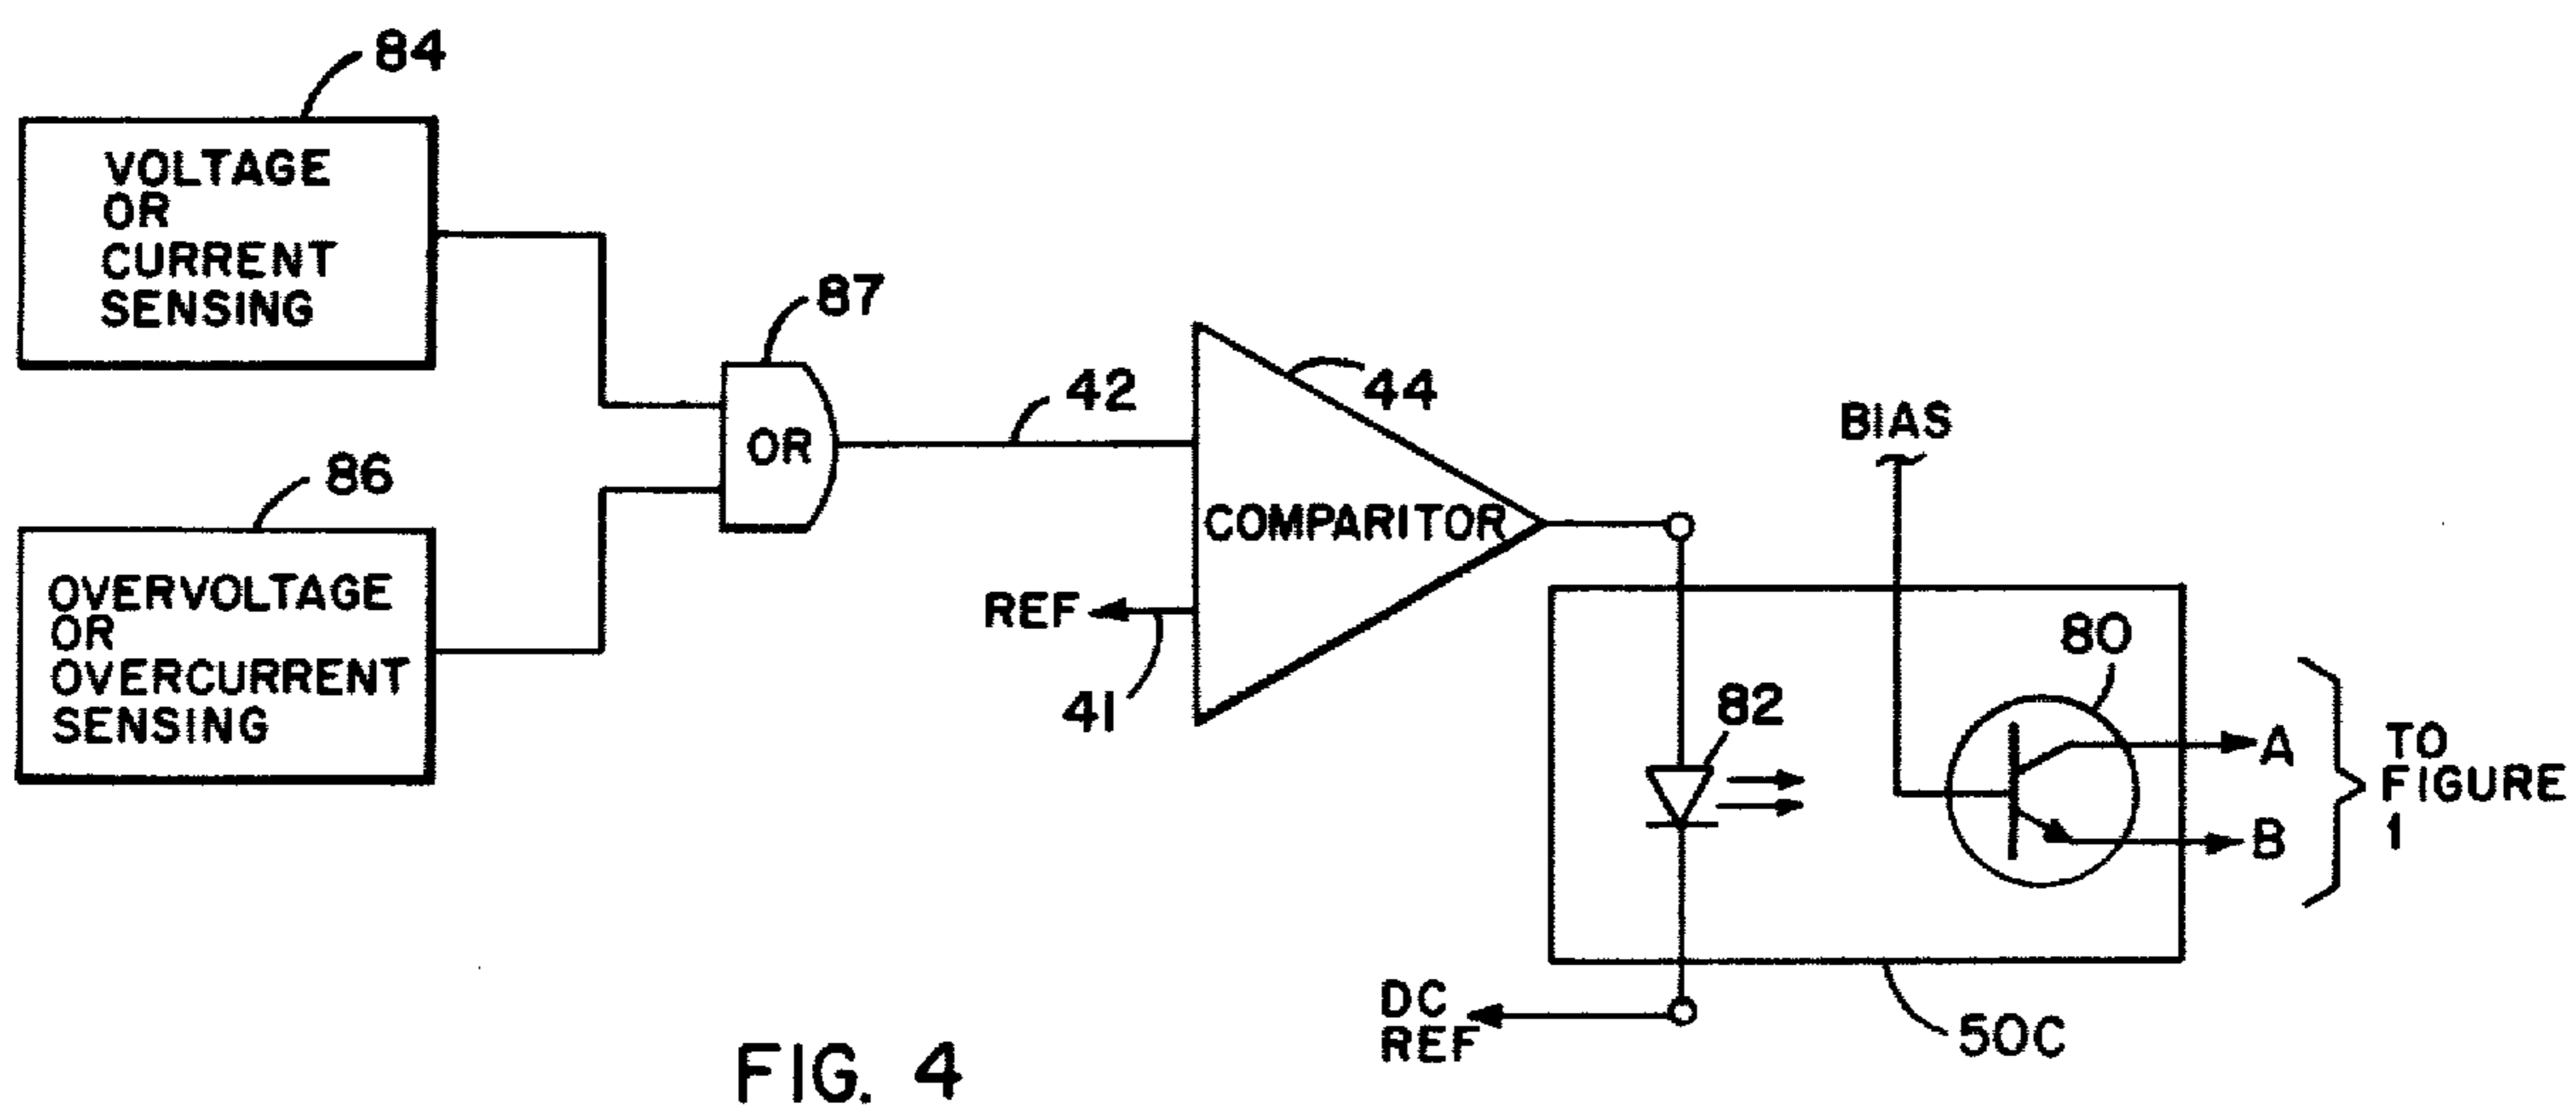 84
VOLTAGE
OR
CURRENT
SENSING
87
OR
42
44
COMPARITOR
REF
41
86
OVERVOLTAGE
OR
OVERCURRENT
SENSING
BIAS
80
82
A
B
TO
FIGURE
1
DC
REF
50C
FIG. 4